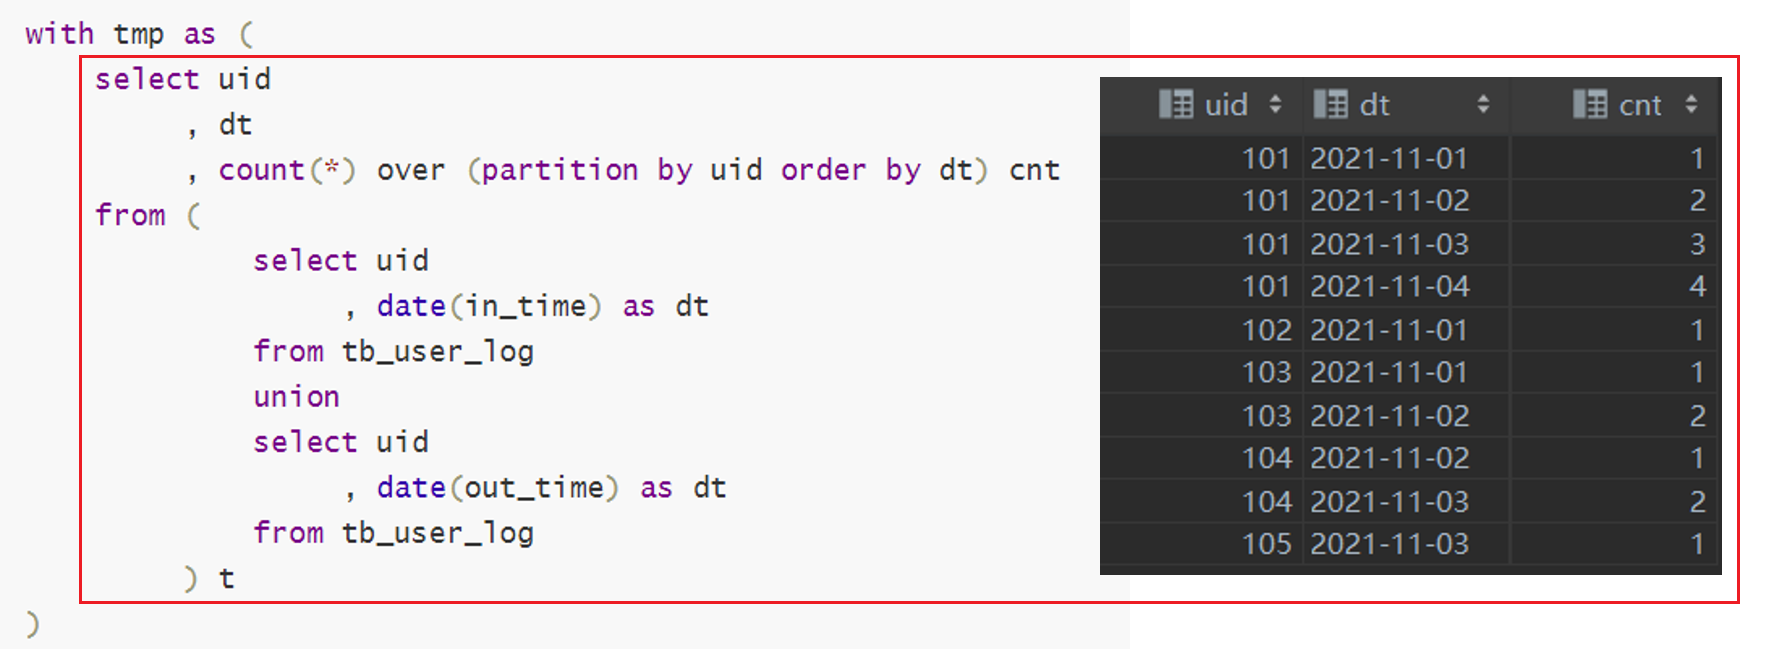 with tmp as (
select uid
, dt
, count(*) over (partition by uid order by dt) cnt
from (
select uid
, date(in_time) as dt
from tb_user_log
union
select uid
, date(out_time) as dt
from tb_user_log
) t
)
uid dt cnt
101 2021-11-01 1
101 2021-11-02 2
101 2021-11-03 3
101 2021-11-04 4
102 2021-11-01 1
103 2021-11-01 1
103 2021-11-02 2
104 2021-11-02 1
104 2021-11-03 2
105 2021-11-03 1